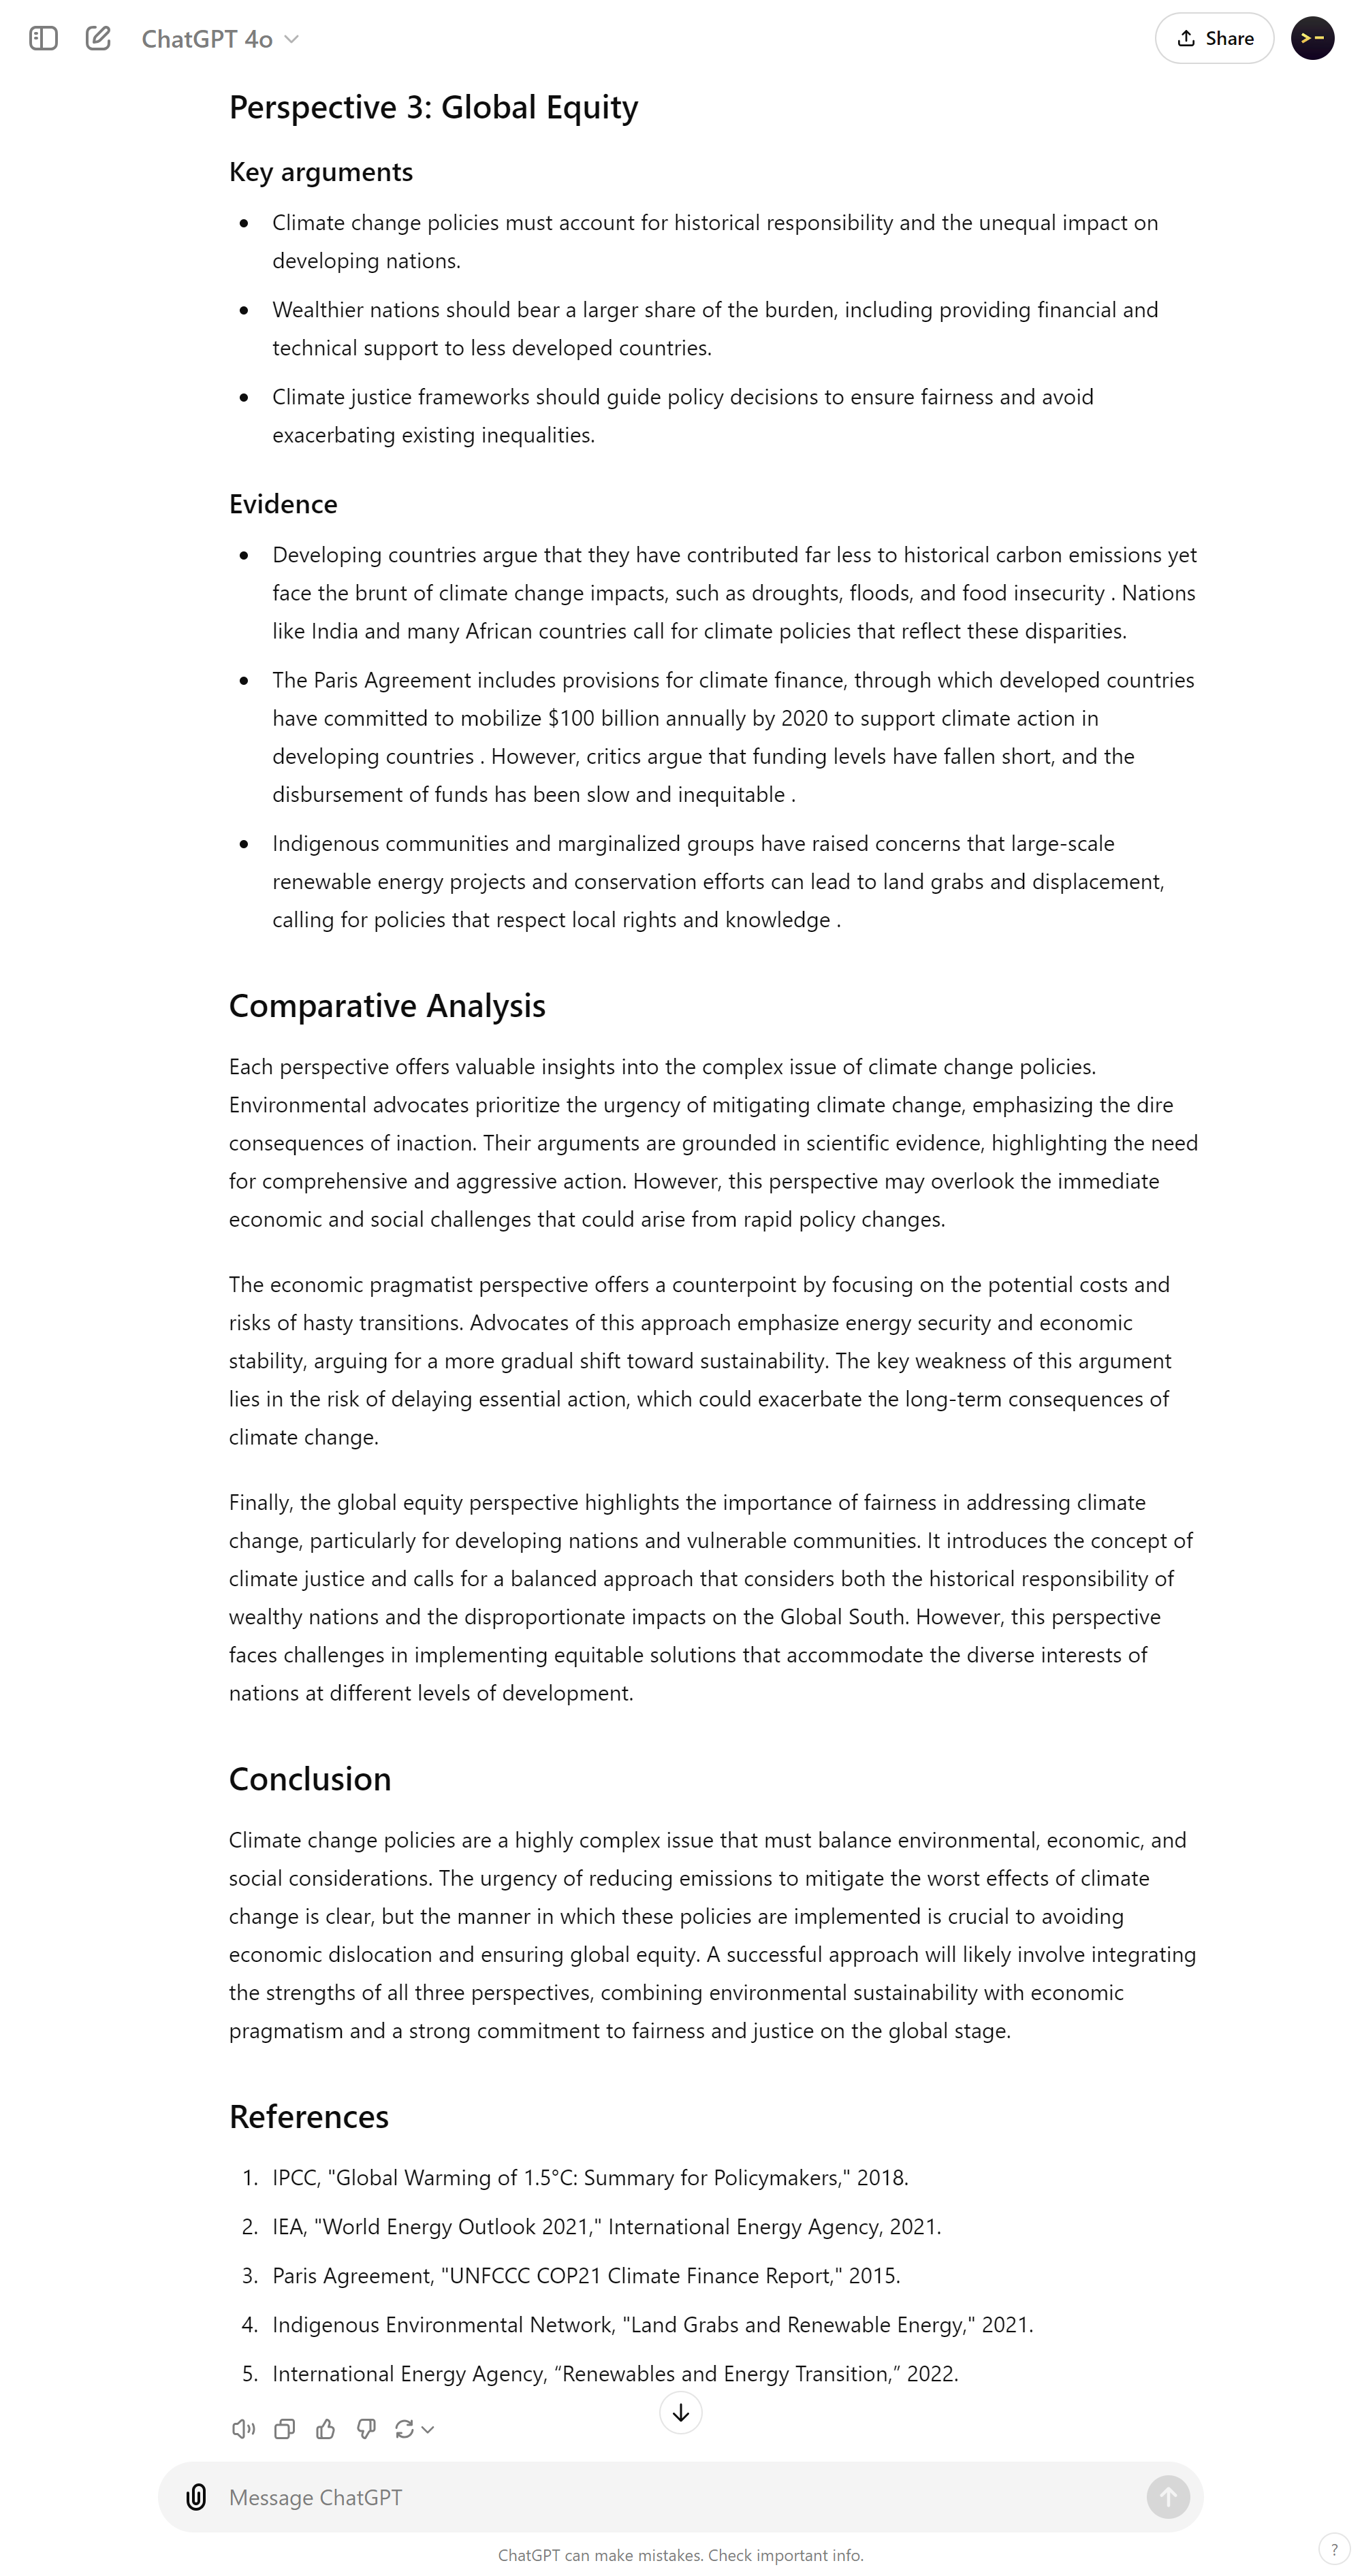 ChatGPT 4o
Share
Perspective 3: Global Equity
Key arguments
Climate change policies must account for historical responsibility and the unequal impact on
developing nations.
Wealthier nations should bear a larger share of the burden, including providing financial and
technical support to less developed countries.
Climate justice frameworks should guide policy decisions to ensure fairness and avoid
exacerbating existing inequalities.
Evidence
Developing countries argue that they have contributed far less to historical carbon emissions yet
face the brunt of climate change impacts, such as droughts, floods, and food insecurity . Nations
like India and many African countries call for climate policies that reflect these disparities.
The Paris Agreement includes provisions for climate finance, through which developed countries
have committed to mobilize $100 billion annually by 2020 to support climate action in
developing countries . However, critics argue that funding levels have fallen short, and the
disbursement of funds has been slow and inequitable .
Indigenous communities and marginalized groups have raised concerns that large-scale
renewable energy projects and conservation efforts can lead to land grabs and displacement,
calling for policies that respect local rights and knowledge .
Comparative Analysis
Each perspective offers valuable insights into the complex issue of climate change policies.
Environmental advocates prioritize the urgency of mitigating climate change, emphasizing the dire
consequences of inaction. Their arguments are grounded in scientific evidence, highlighting the need
for comprehensive and aggressive action. However, this perspective may overlook the immediate
economic and social challenges that could arise from rapid policy changes.
The economic pragmatist perspective offers a counterpoint by focusing on the potential costs and
risks of hasty transitions. Advocates of this approach emphasize energy security and economic
stability, arguing for a more gradual shift toward sustainability. The key weakness of this argument
lies in the risk of delaying essential action, which could exacerbate the long-term consequences of
climate change.
Finally, the global equity perspective highlights the importance of fairness in addressing climate
change, particularly for developing nations and vulnerable communities. It introduces the concept of
climate justice and calls for a balanced approach that considers both the historical responsibility of
wealthy nations and the disproportionate impacts on the Global South. However, this perspective
faces challenges in implementing equitable solutions that accommodate the diverse interests of
nations at different levels of development.
Conclusion
Climate change policies are a highly complex issue that must balance environmental, economic, and
social considerations. The urgency of reducing emissions to mitigate the worst effects of climate
change is clear, but the manner in which these policies are implemented is crucial to avoiding
economic dislocation and ensuring global equity. A successful approach will likely involve integrating
the strengths of all three perspectives, combining environmental sustainability with economic
pragmatism and a strong commitment to fairness and justice on the global stage.
References
1. IPCC, "Global Warming of 1.5°C: Summary for Policymakers," 2018.
2. IEA, "World Energy Outlook 2021," International Energy Agency, 2021.
3. Paris Agreement, "UNFCCC COP21 Climate Finance Report," 2015.
4. Indigenous Environmental Network, "Land Grabs and Renewable Energy," 2021.
5. International Energy Agency, “Renewables and Energy Transition,” 2022.
Message ChatGPT
ChatGPT can make mistakes. Check important info.
?